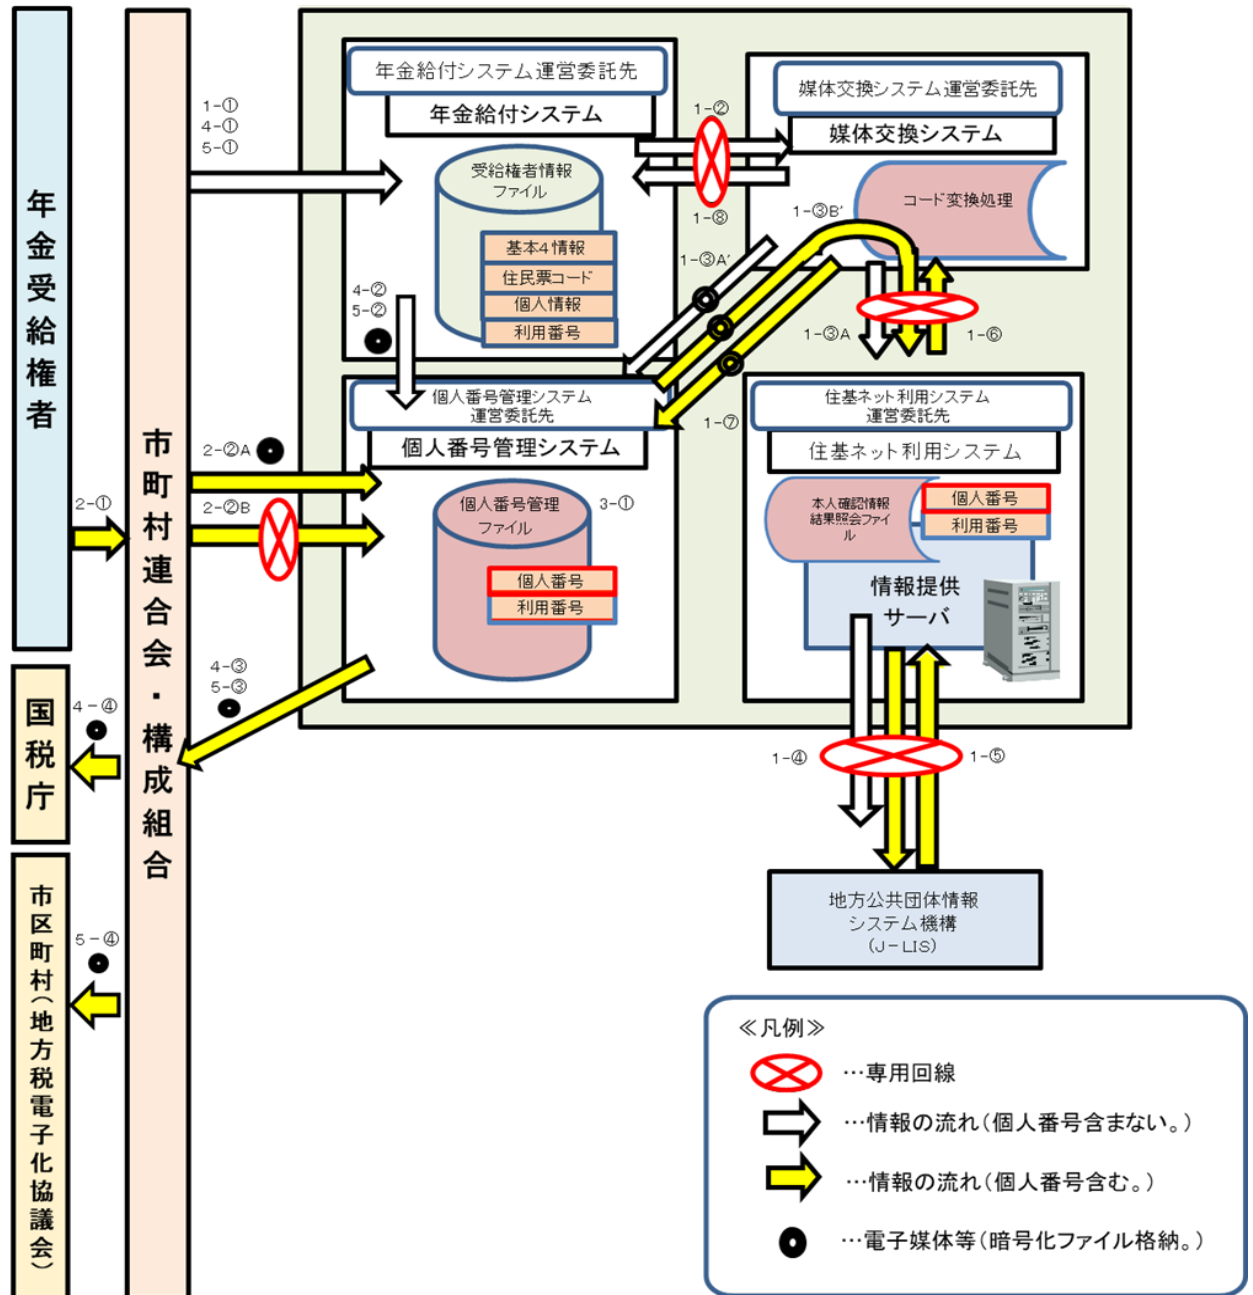 年金受給権者
国税庁
市区町村（地方税電子化協議会）
市町村連合会・構成組合
2-①
4-④
5-④
1-①
4-①
5-①
2-②A
2-②B
4-③
5-③
年金給付システム運営委託先
年金給付システム
受給権者情報
ファイル
基本4情報
住民票コード
個人情報
利用番号
4-②
5-②
1-②
1-⑧
媒体交換システム運営委託先
媒体交換システム
コード変換処理
1-③B'
1-③A'
1-③A
1-⑥
1-⑦
個人番号管理システム
運営委託先
個人番号管理システム
個人番号管理
ファイル
3-①
個人番号
利用番号
住基ネット利用システム
運営委託先
住基ネット利用システム
本人確認情報
結果照会ファイ
ル
個人番号
利用番号
情報提供
サーバ
1-④
1-⑤
地方公共団体情報
システム機構
(J-LIS)
≪凡例≫
…専用回線
…情報の流れ(個人番号含まない。)
…情報の流れ(個人番号含む。)
…電子媒体等(暗号化ファイル格納。)